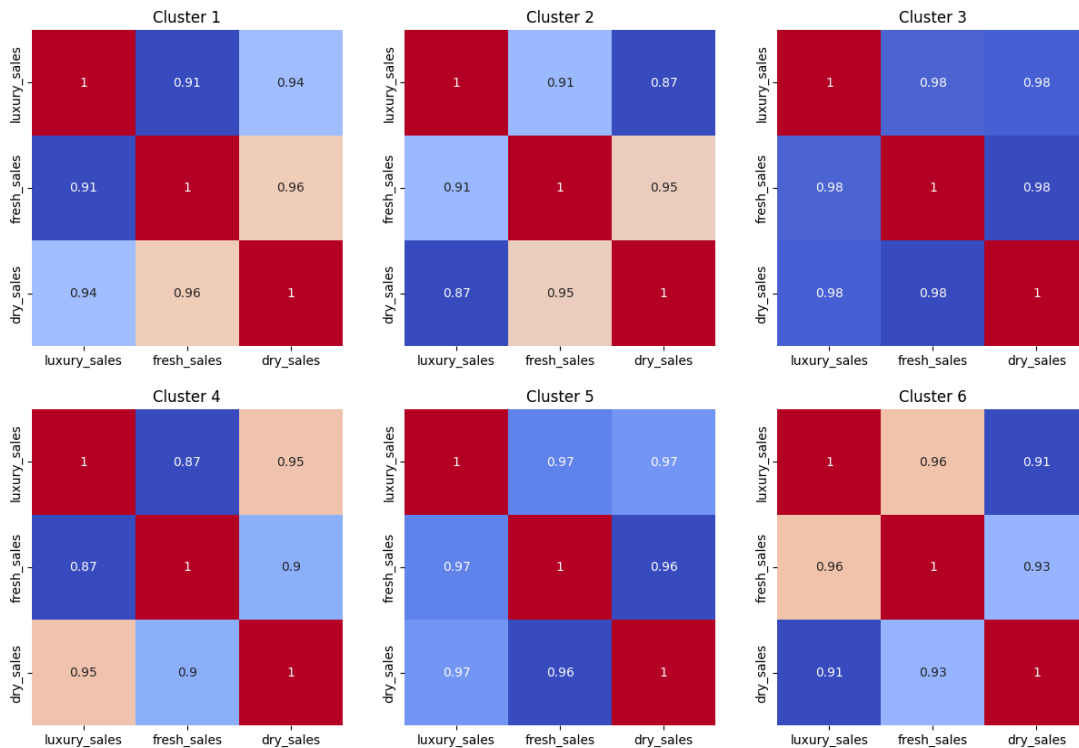 Cluster 1
luxury_sales 1 0.91 0.94
fresh_sales 0.91 1 0.96
dry_sales 0.94 0.96 1
luxury_sales fresh_sales dry_sales
Cluster 2
luxury_sales 1 0.91 0.87
fresh_sales 0.91 1 0.95
dry_sales 0.87 0.95 1
luxury_sales fresh_sales dry_sales
Cluster 3
luxury_sales 1 0.98 0.98
fresh_sales 0.98 1 0.98
dry_sales 0.98 0.98 1
luxury_sales fresh_sales dry_sales
Cluster 4
luxury_sales 1 0.87 0.95
fresh_sales 0.87 1 0.9
dry_sales 0.95 0.9 1
luxury_sales fresh_sales dry_sales
Cluster 5
luxury_sales 1 0.97 0.97
fresh_sales 0.97 1 0.96
dry_sales 0.97 0.96 1
luxury_sales fresh_sales dry_sales
Cluster 6
luxury_sales 1 0.96 0.91
fresh_sales 0.96 1 0.93
dry_sales 0.91 0.93 1
luxury_sales fresh_sales dry_sales